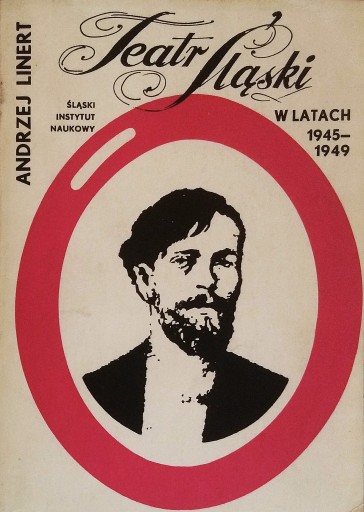 ANDRZEJ LINERT
Teatr Śląski
W LATACH
1945—
1949
ŚLĄSKI
INSTYTUT
NAUKOWY